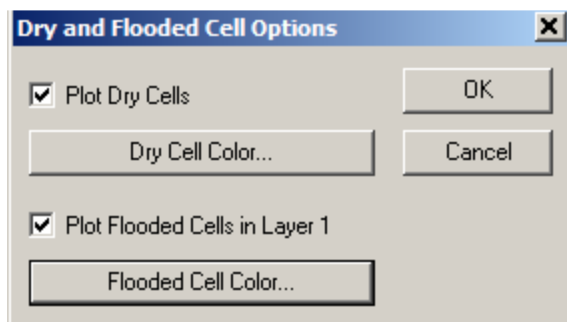 Dry and Flooded Cell Options
Plot Dry Cells
OK
Dry Cell Color...
Cancel
Plot Flooded Cells in Layer 1
Flooded Cell Color...